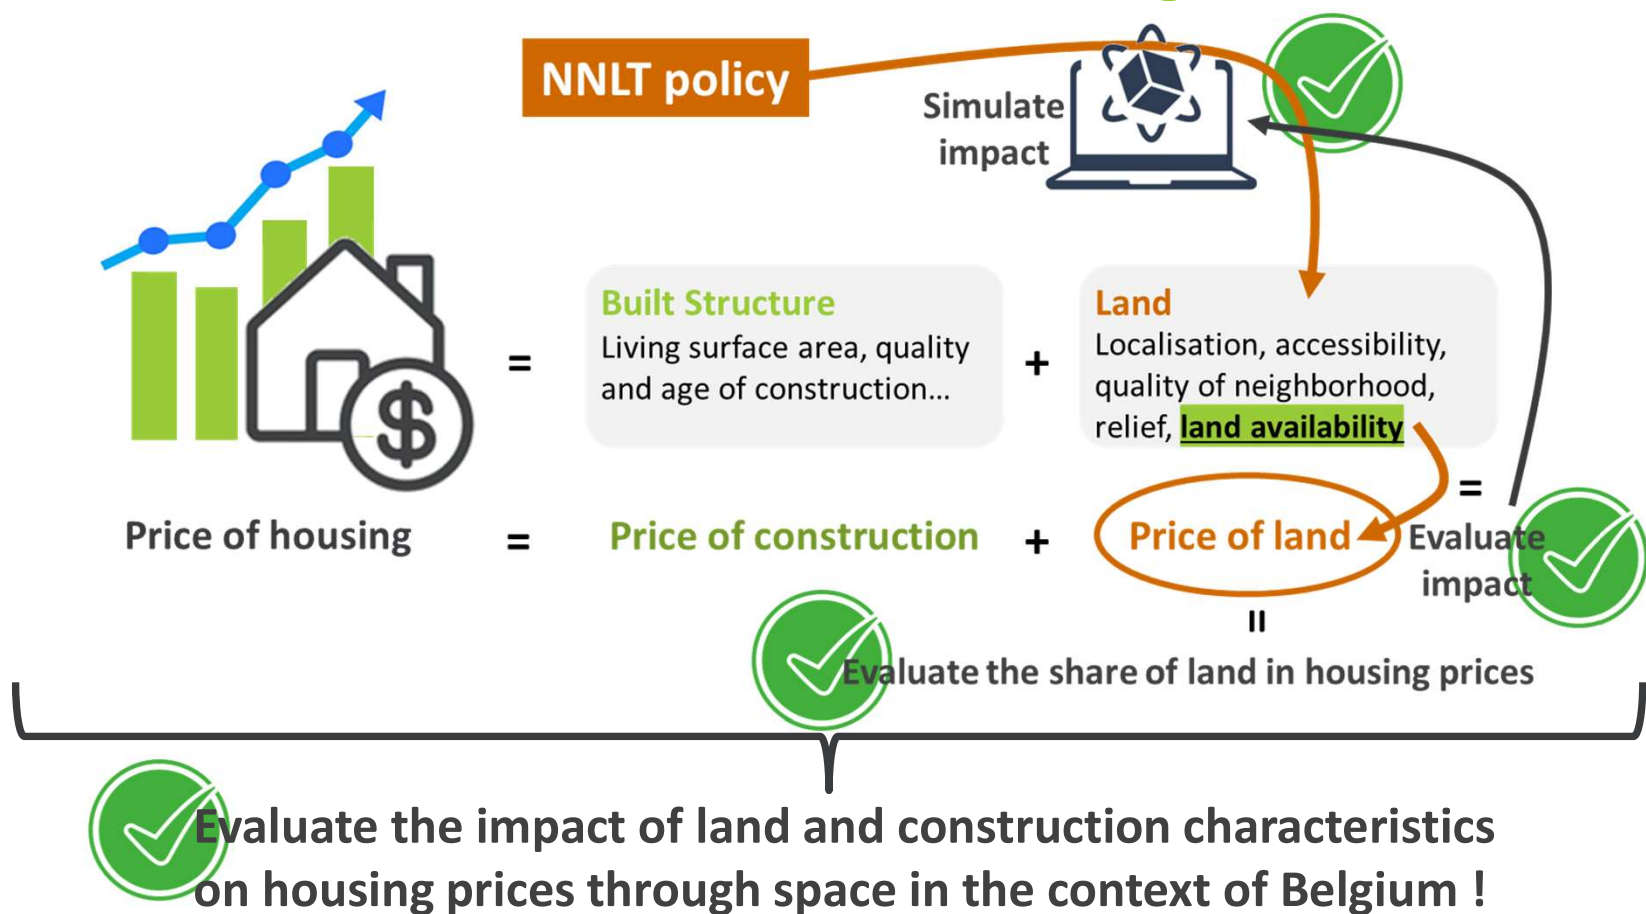 NNLT policy
Simulate
impact
Built Structure
Living surface area, quality
and age of construction...
Land
Localisation, accessibility,
quality of neighborhood,
relief, land availability
=
+
$
=
Price of housing
=
Price of construction
+
Price of land
Evaluate
impact
=
Evaluate the share of land in housing prices
Evaluate the impact of land and construction characteristics
on housing prices through space in the context of Belgium !